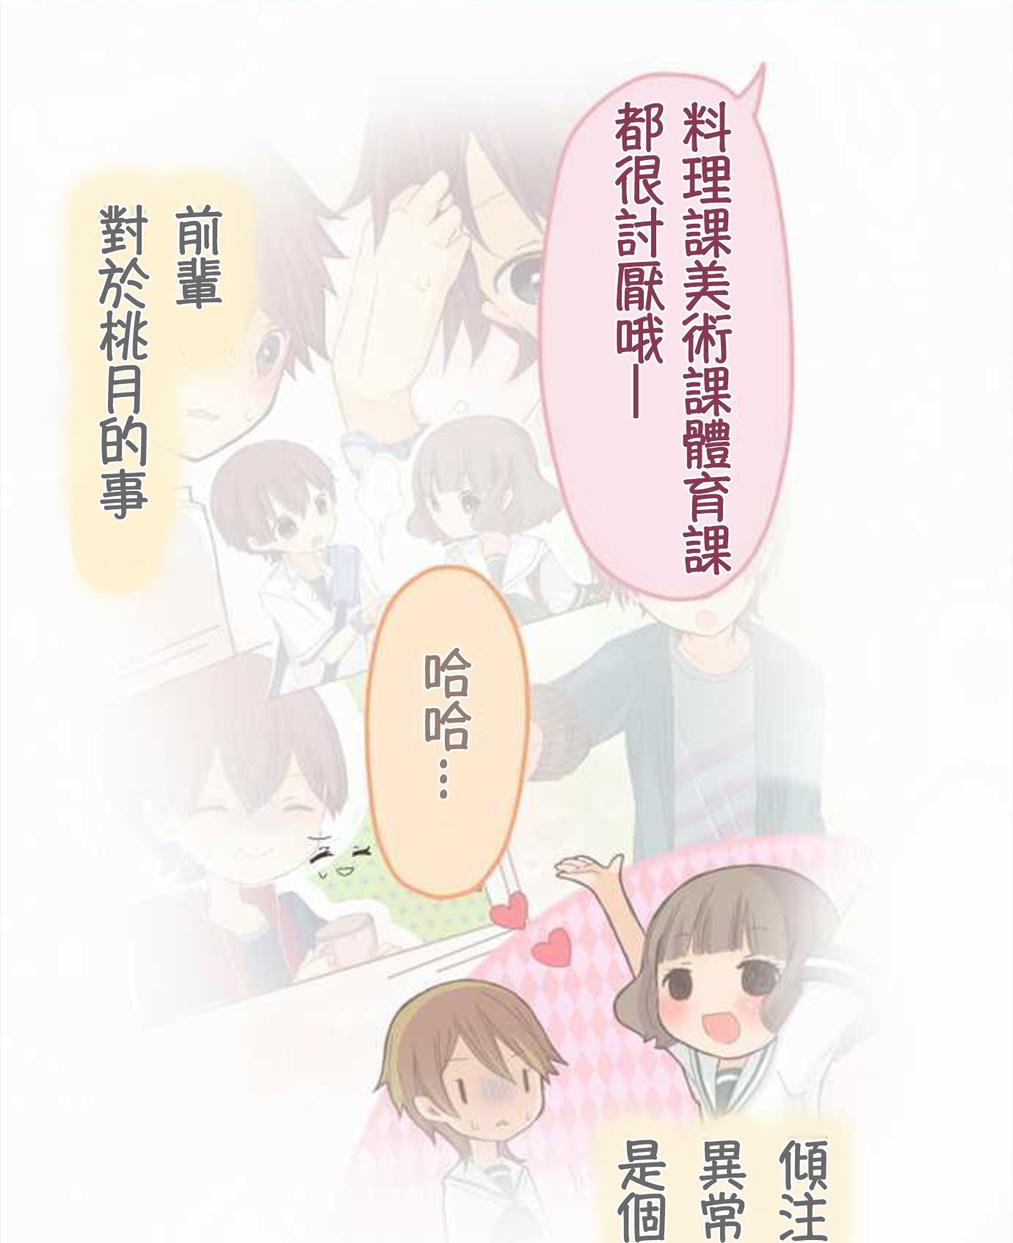 料理課美術課體育課
都很討厭哦—
前輩
對於桃月的事
哈哈…
傾注
異常
是個